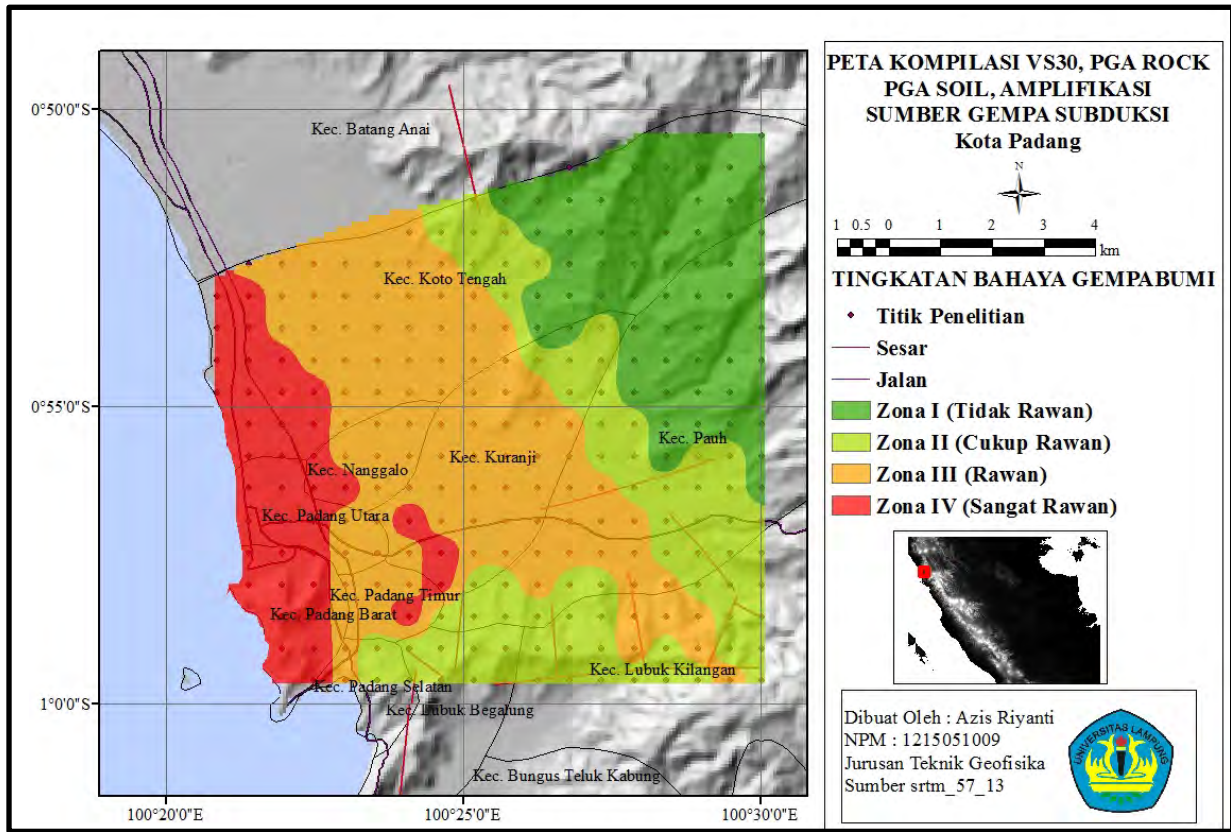 0°50'0"S
0°55'0"S
1°0'0"S
Kec. Batang Anai
Kec. Koto Tengah
Kec. Pauh
Kec. Kuranji
Kec. Nanggalo
Kec. Padang Utara
Kec. Padang Timur
Kec. Padang Barat
Kec. Lubuk Kilangan
Kec. Padang Selatan
Kec. Lubuk Begalung
Kec. Bungus Teluk Kabung
100°20'0"E
100°25'0"E
100°30'0"E
PETA KOMPILASI VS30, PGA ROCK
PGA SOIL, AMPLIFIKASI
SUMBER GEMPA SUBDUKSI
Kota Padang
N
1 0.5 0 1 2 3 4
km
TINGKATAN BAHAYA GEMPABUMI
Titik Penelitian
Sesar
Jalan
Zona I (Tidak Rawan)
Zona II (Cukup Rawan)
Zona III (Rawan)
Zona IV (Sangat Rawan)
Dibuat Oleh : Azis Riyanti
NPM : 1215051009
Jurusan Teknik Geofisika
Sumber srtm_57_13
UNIVERSITAS LAMPUNG